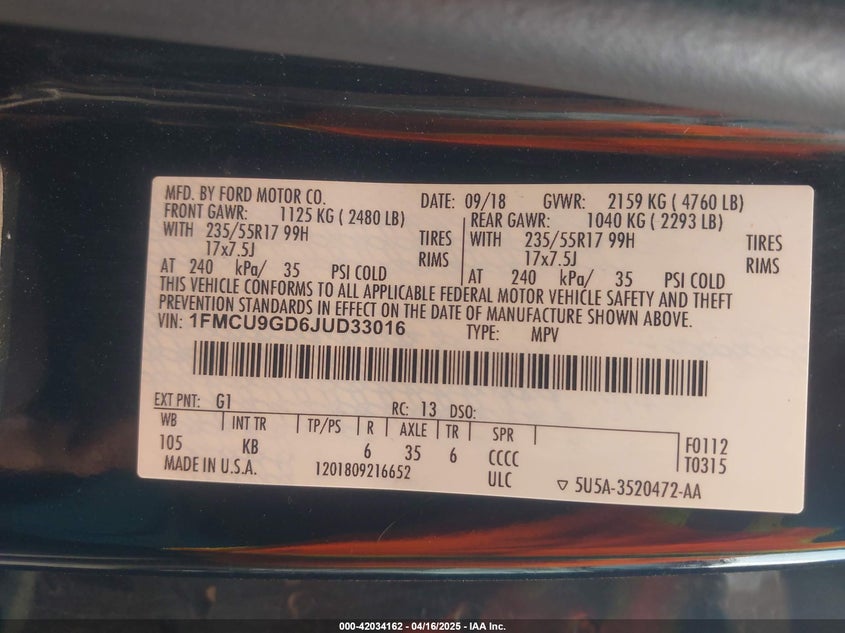 MFD. BY FORD MOTOR CO. DATE: 09/18 GVWR: 2159 KG ( 4760 LB)
FRONT GAWR: 1125 KG ( 2480 LB) REAR GAWR: 1040 KG ( 2293 LB)
WITH 235/55R17 99H TIRES WITH 235/55R17 99H TIRES
17x7.5J RIMS 17x7.5J RIMS
AT 240 kPa/ 35 PSI COLD AT 240 kPa/ 35 PSI COLD
THIS VEHICLE CONFORMS TO ALL APPLICABLE FEDERAL MOTOR VEHICLE SAFETY AND THEFT
PREVENTION STANDARDS IN EFFECT ON THE DATE OF MANUFACTURE SHOWN ABOVE.
VIN: 1FMCU9GD6JUD33016 TYPE: MPV
EXT PNT: G1 RC: 13 DSO:
WB INT TR TP/PS R AXLE TR SPR F0112
105 KB 6 35 6 CCCC T0315
MADE IN U.S.A. 1201809216652 ULC ▽ 5U5A-3520472-AA
000-42034162 - 04/16/2025 - IAA Inc.